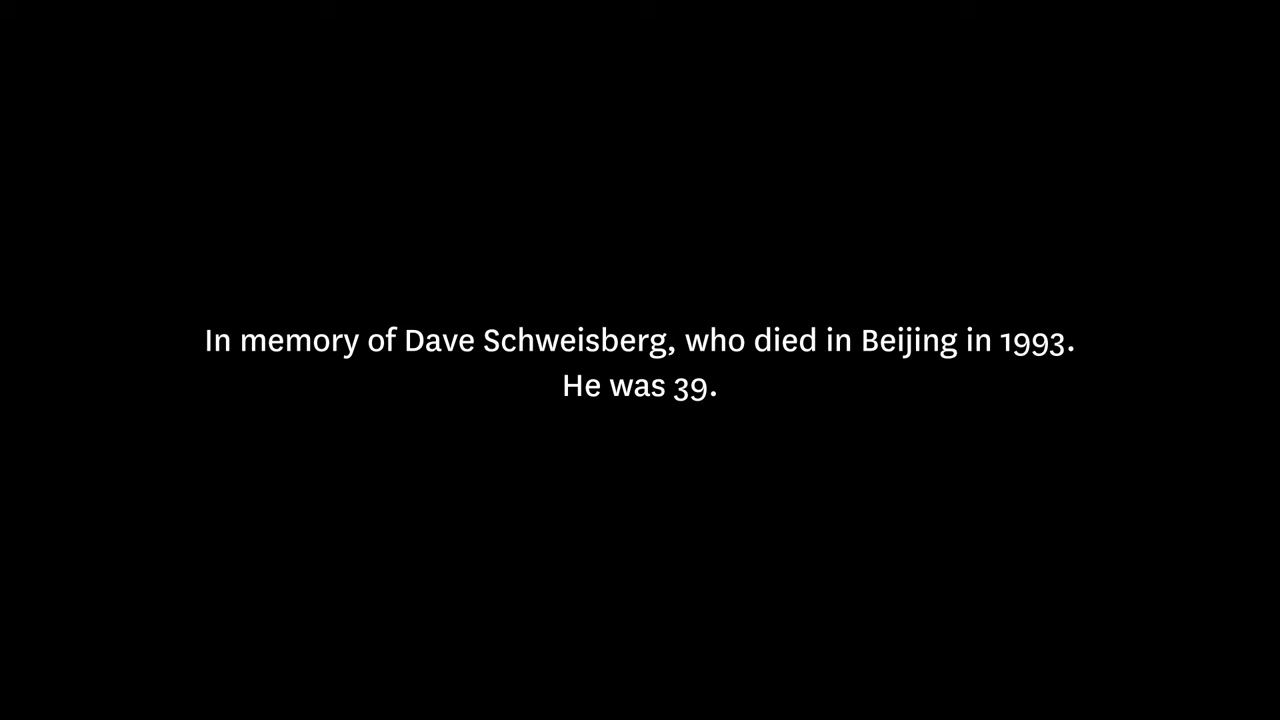 In memory of Dave Schweisberg, who died in Beijing in 1993.
He was 39.